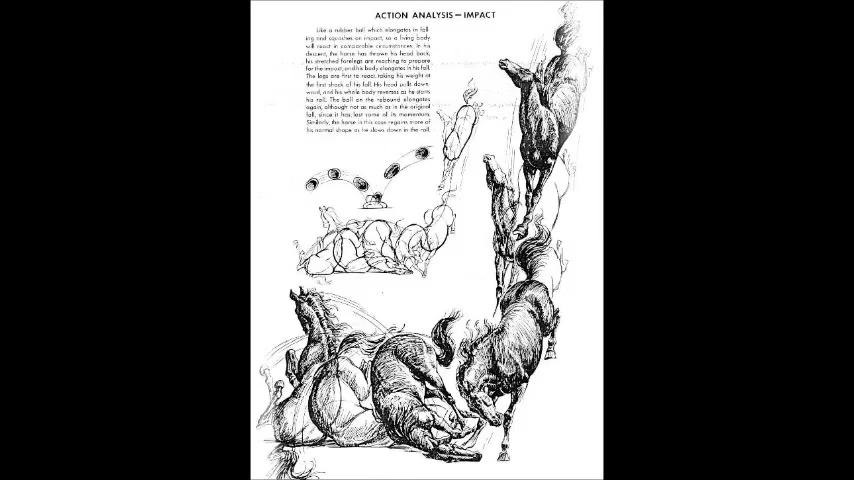 ACTION ANALYSIS — IMPACT
Like a rubber ball which elongates in fall-
ing and squashes on impact, so a living body
will react in comparable circumstances. In his
descent, the horse has thrown his head back,
his stretched forelegs are reaching to prepare
for the impact, and his body elongates in his fall.
The legs are first to react, taking his weight at
the first shock of his fall. His head pulls down-
ward, and his whole body reverses as he starts
his roll. The ball on the rebound elongates
again, although not as much as in the original
fall, since it has lost some of its momentum.
Similarly, the horse in this case regains more of
his normal shape as he slows down in the roll.